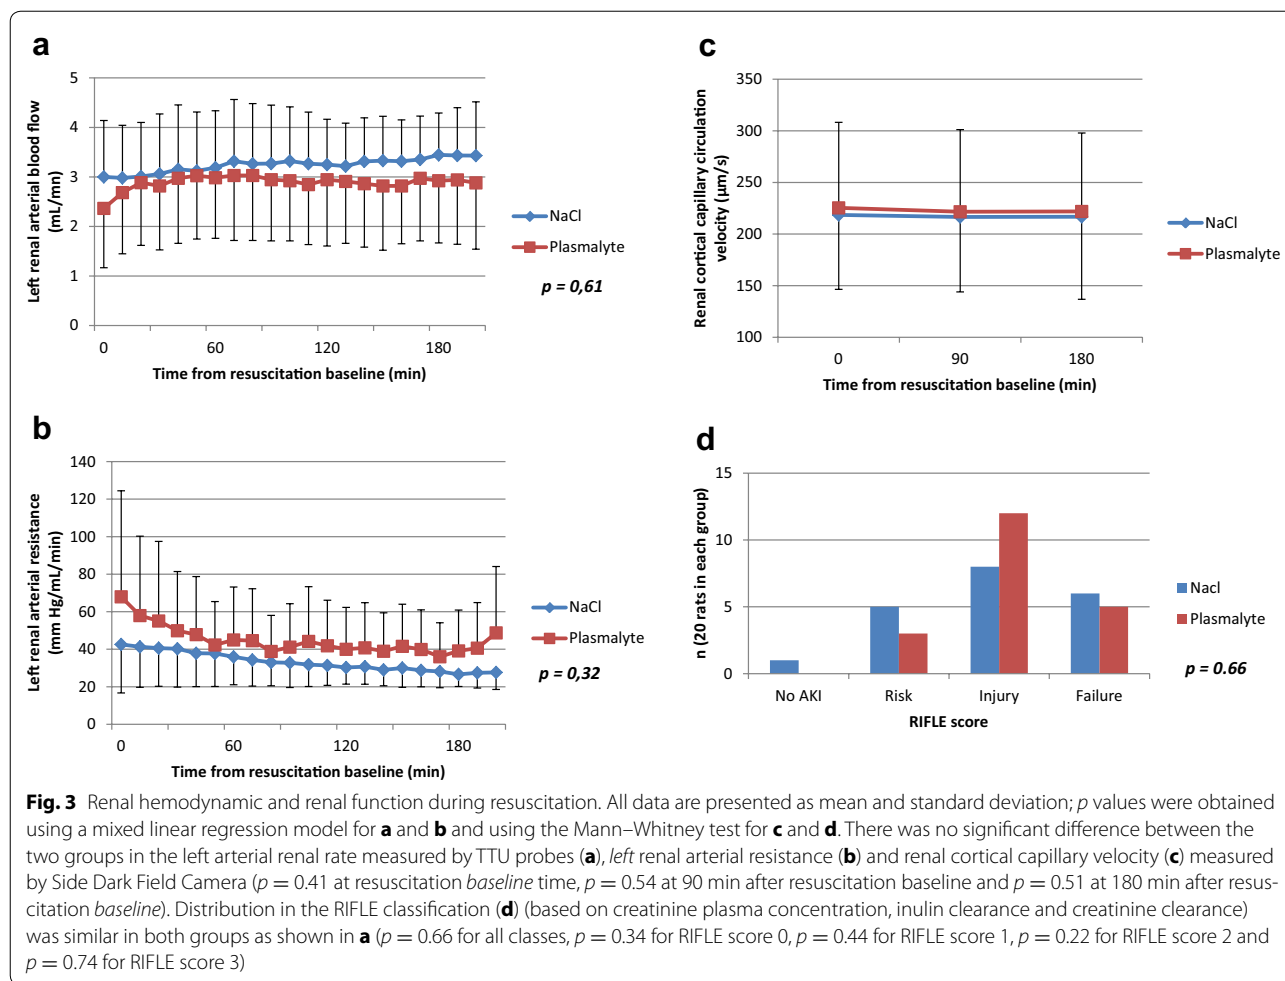 a
Left renal arterial blood flow
(mL/mn)
5
4
3
2
1
0
0 60 120 180
Time from resuscitation baseline (min)
NaCl
Plasmalyte
p = 0,61
c
Renal cortical capillary circulation
velocity (µm/s)
350
300
250
200
150
100
0 90 180
Time from resuscitation baseline (min)
NaCl
Plasmalyte
b
Left renal arterial resistance
(mm Hg/mL/min)
140
120
100
80
60
40
20
0
0 60 120 180
Time from resuscitation baseline (min)
NaCl
Plasmalyte
p = 0,32
d
n (20 rats in each group)
15
10
5
0
No AKI Risk Injury Failure
RIFLE score
Nacl
Plasmalyte
p = 0.66
Fig. 3 Renal hemodynamic and renal function during resuscitation. All data are presented as mean and standard deviation; p values were obtained
using a mixed linear regression model for a and b and using the Mann–Whitney test for c and d. There was no significant difference between the
two groups in the left arterial renal rate measured by TTU probes (a), left renal arterial resistance (b) and renal cortical capillary velocity (c) measured
by Side Dark Field Camera (p = 0.41 at resuscitation baseline time, p = 0.54 at 90 min after resuscitation baseline and p = 0.51 at 180 min after resus-
citation baseline). Distribution in the RIFLE classification (d) (based on creatinine plasma concentration, inulin clearance and creatinine clearance)
was similar in both groups as shown in a (p = 0.66 for all classes, p = 0.34 for RIFLE score 0, p = 0.44 for RIFLE score 1, p = 0.22 for RIFLE score 2 and
p = 0.74 for RIFLE score 3)